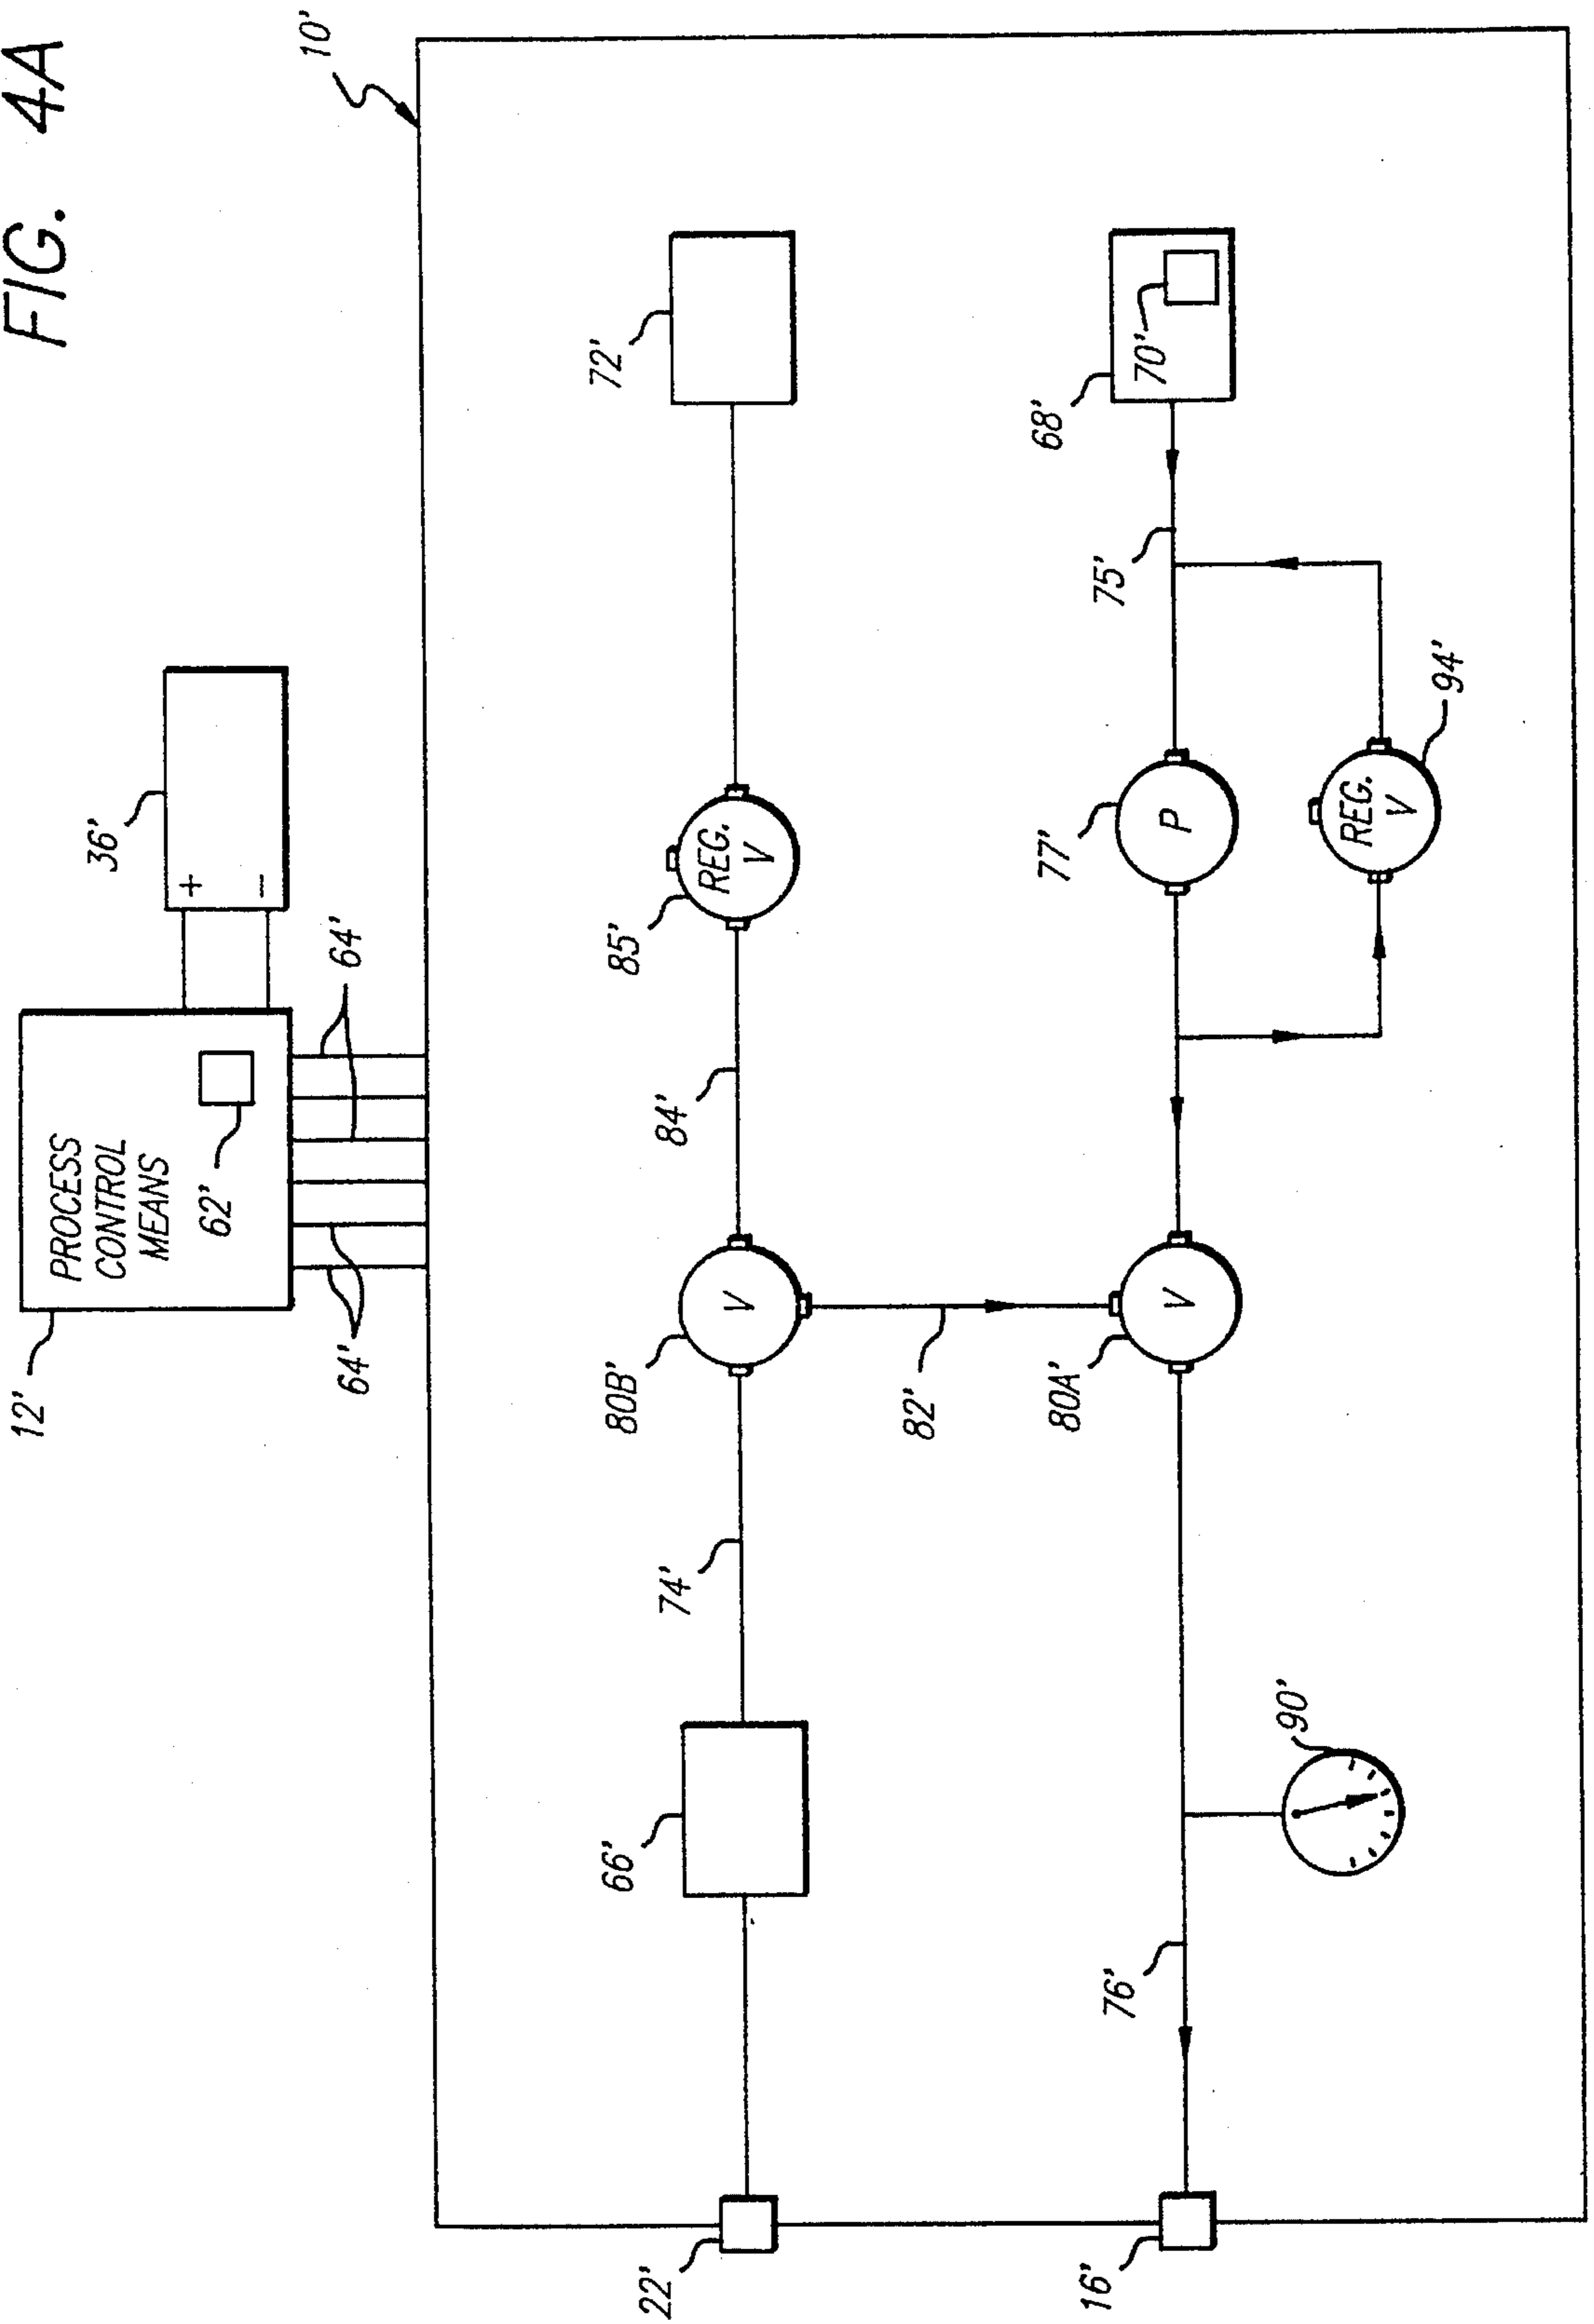 FIG. 4A
10'
12'
PROCESS
CONTROL
MEANS
62'
64'
64'
36'
+
−
72'
85'
REG.
V
84'
80B'
V
74'
66'
22'
82'
68'
70'
75'
77'
P
94'
REG.
V
80A'
V
76'
90'
16'